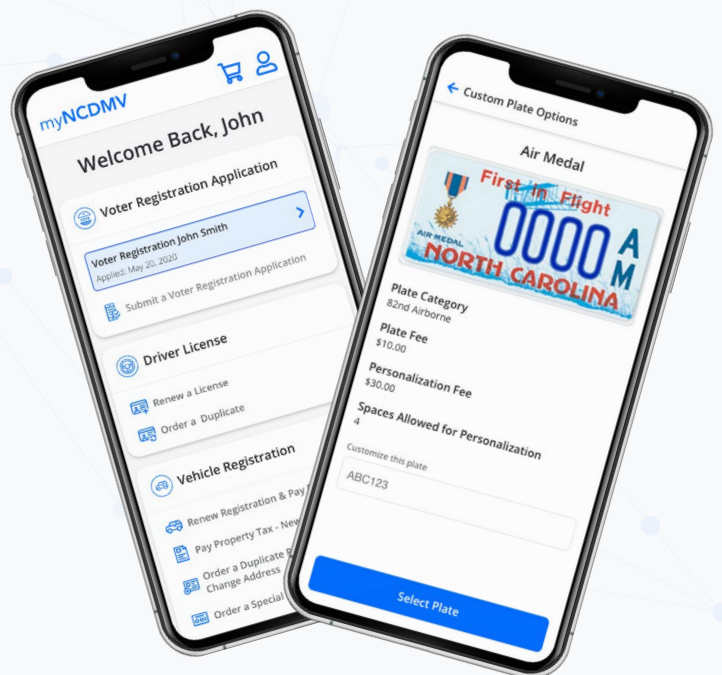 myNCDMV
Welcome Back, John
Voter Registration Application
Voter Registration John Smith
Applied: May 20, 2020
Submit a Voter Registration Application
Driver License
Renew a License
Order a Duplicate
Vehicle Registration
Renew Registration & Pay
Pay Property Tax - New
Order a Duplicate
Change Address
Order a Special
Custom Plate Options
Air Medal
First in Flight
0000
AM
AIR MEDAL
NORTH CAROLINA
Plate Category
82nd Airborne
Plate Fee
$10.00
Personalization Fee
$30.00
Spaces Allowed for Personalization
4
Customize this plate
ABC123
Select Plate